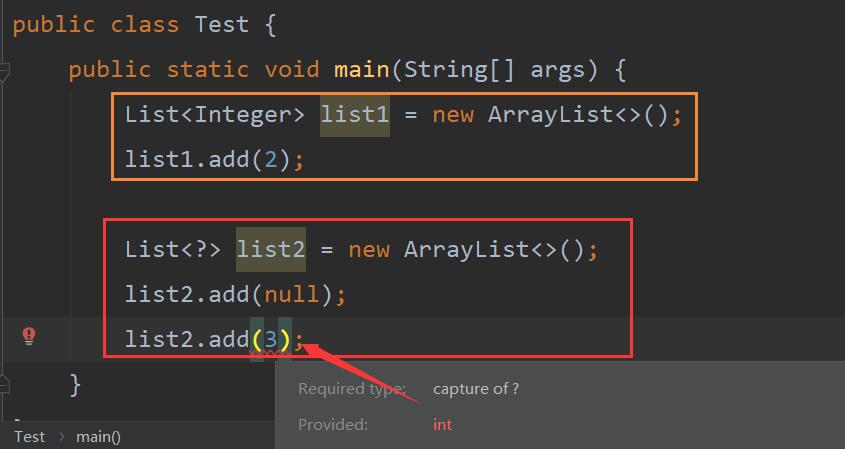 public class Test {
public static void main(String[] args) {
List<Integer> list1 = new ArrayList<>();
list1.add(2);
List<?> list2 = new ArrayList<>();
list2.add(null);
list2.add(3);
}
Required type: capture of ?
Provided: int
Test > main()